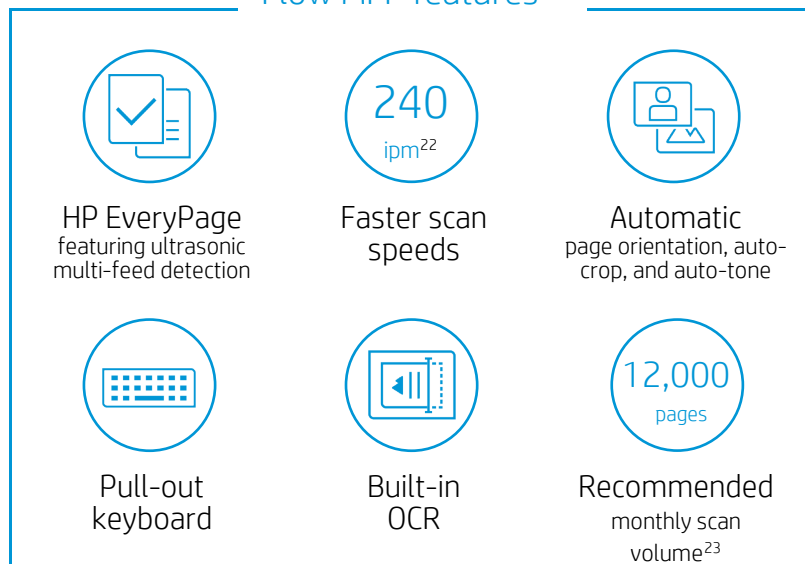 240
ipm22
HP EveryPage
featuring ultrasonic
multi-feed detection
Faster scan
speeds
Automatic
page orientation, auto-
crop, and auto-tone
12,000
pages
Pull-out
keyboard
Built-in
OCR
Recommended
monthly scan
volume23